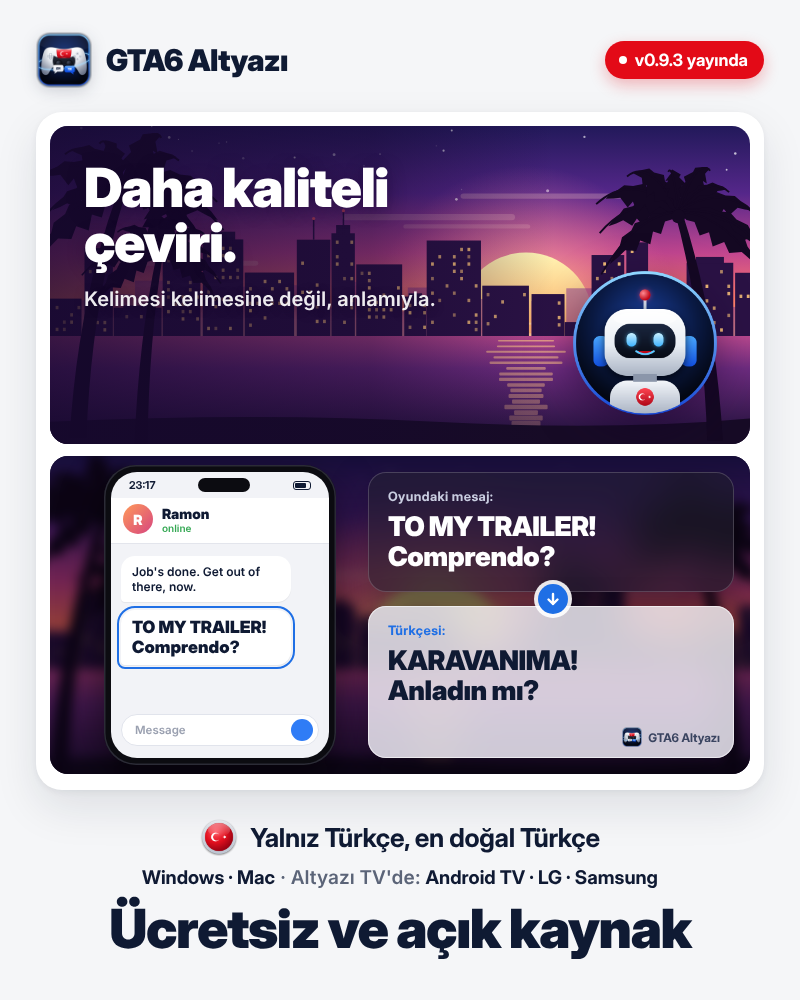 GTA6 Altyazı
v0.9.3 yayında
Daha kaliteli
çeviri.
Kelimesi kelimesine değil, anlamıyla.
23:17
R
Ramon
online
Job's done. Get out of
there, now.
TO MY TRAILER!
Comprendo?
Message
Oyundaki mesaj:
TO MY TRAILER!
Comprendo?
Türkçesi:
KARAVANIMA!
Anladın mı?
GTA6 Altyazı
Yalnız Türkçe, en doğal Türkçe
Windows · Mac · Altyazı TV'de: Android TV · LG · Samsung
Ücretsiz ve açık kaynak